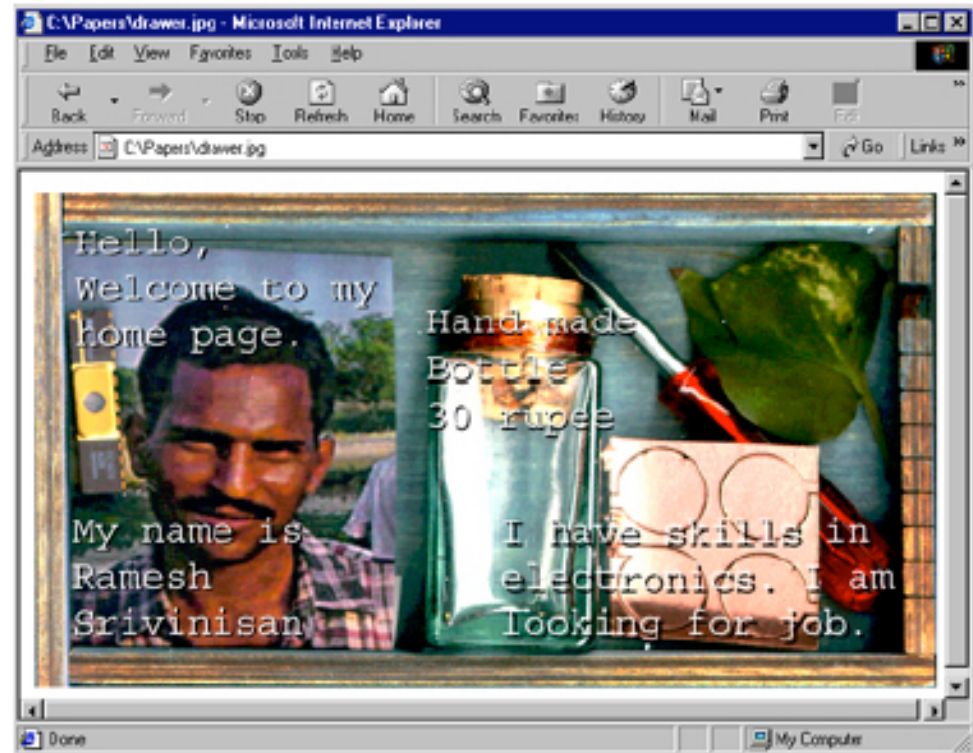 C:\Papers\drawer.jpg - Microsoft Internet Explorer
File Edit View Favorites Tools Help
Back Forward Stop Refresh Home Search Favorites History Mail Print Edit
Address C:\Papers\drawer.jpg Go Links »
Hello,
Welcome to my
home page.
Hand made
Bottle
30 rupee
My name is
Ramesh
Srivinisan
I have skills in
electronics. I am
looking for job.
Done My Computer